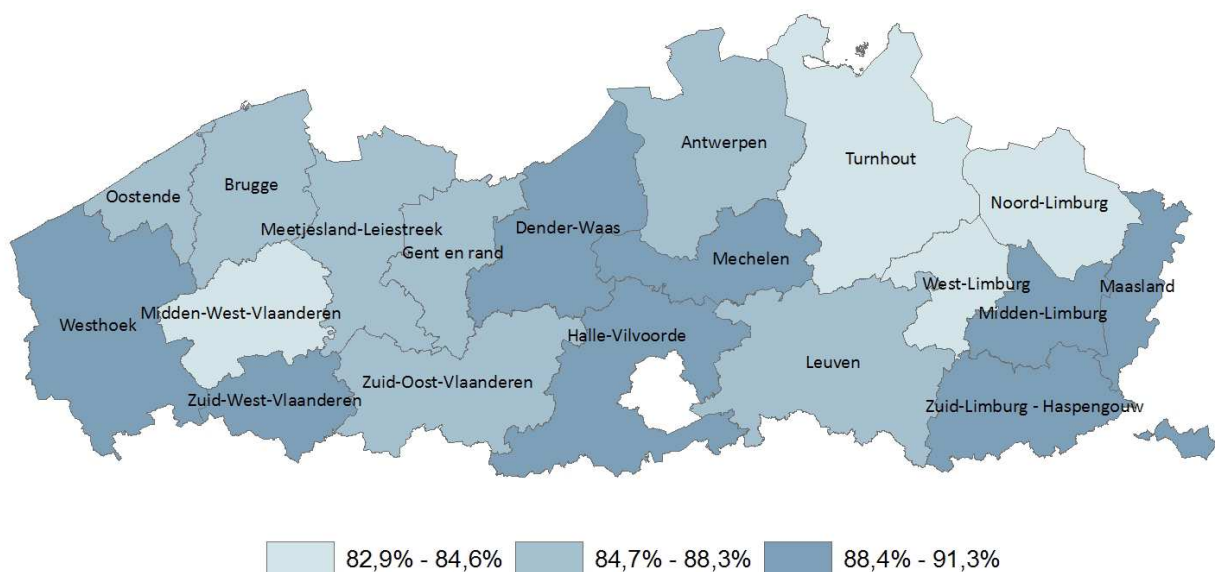 Antwerpen
Turnhout
Brugge
Oostende
Noord-Limburg
Meetjesland-Leiestreek
Dender-Waas
Gent en rand
Mechelen
West-Limburg
Maasland
Midden-West-Vlaanderen
Midden-Limburg
Westhoek
Halle-Vilvoorde
Leuven
Zuid-Oost-Vlaanderen
Zuid-West-Vlaanderen
Zuid-Limburg - Haspengouw
82,9% - 84,6%
84,7% - 88,3%
88,4% - 91,3%